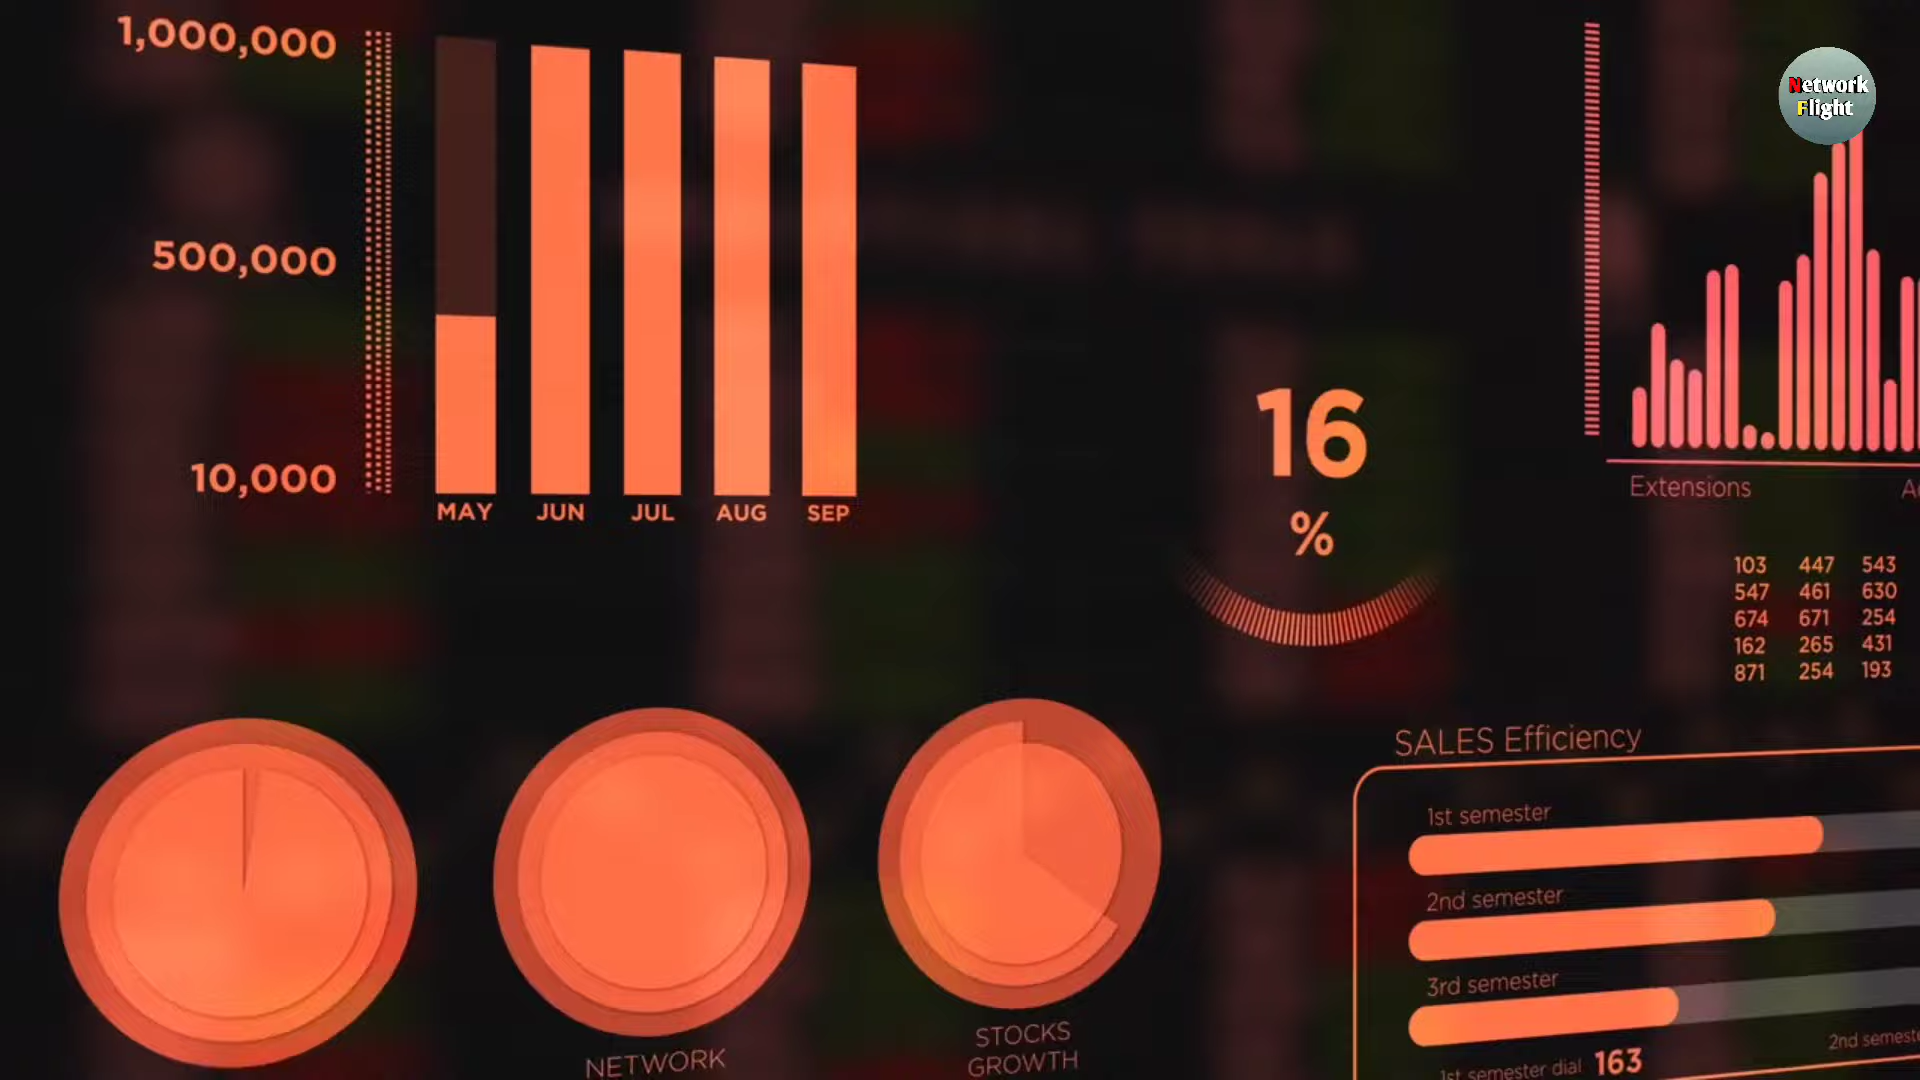 1,000,000
500,000
10,000
MAY JUN JUL AUG SEP
16
%
Network
Flight
Extensions
103 447 543
547 461 630
674 671 254
162 265 431
871 254 193
SALES Efficiency
1st semester
2nd semester
3rd semester
1st semester dial 163
2nd
NETWORK
STOCKS
GROWTH